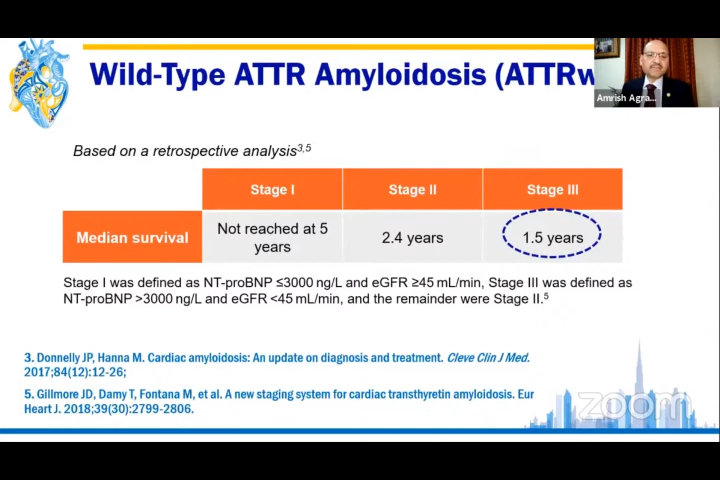 Wild-Type ATTR Amyloidosis (ATTRw
Amrish Agra...
Based on a retrospective analysis3,5
Stage I Stage II Stage III
Median survival Not reached at 5 years 2.4 years 1.5 years
Stage I was defined as NT-proBNP ≤3000 ng/L and eGFR ≥45 mL/min, Stage III was defined as
NT-proBNP >3000 ng/L and eGFR <45 mL/min, and the remainder were Stage II.5
3. Donnelly JP, Hanna M. Cardiac amyloidosis: An update on diagnosis and treatment. Cleve Clin J Med.
2017;84(12):12-26;
5. Gillmore JD, Damy T, Fontana M, et al. A new staging system for cardiac transthyretin amyloidosis. Eur
Heart J. 2018;39(30):2799-2806.
zoom